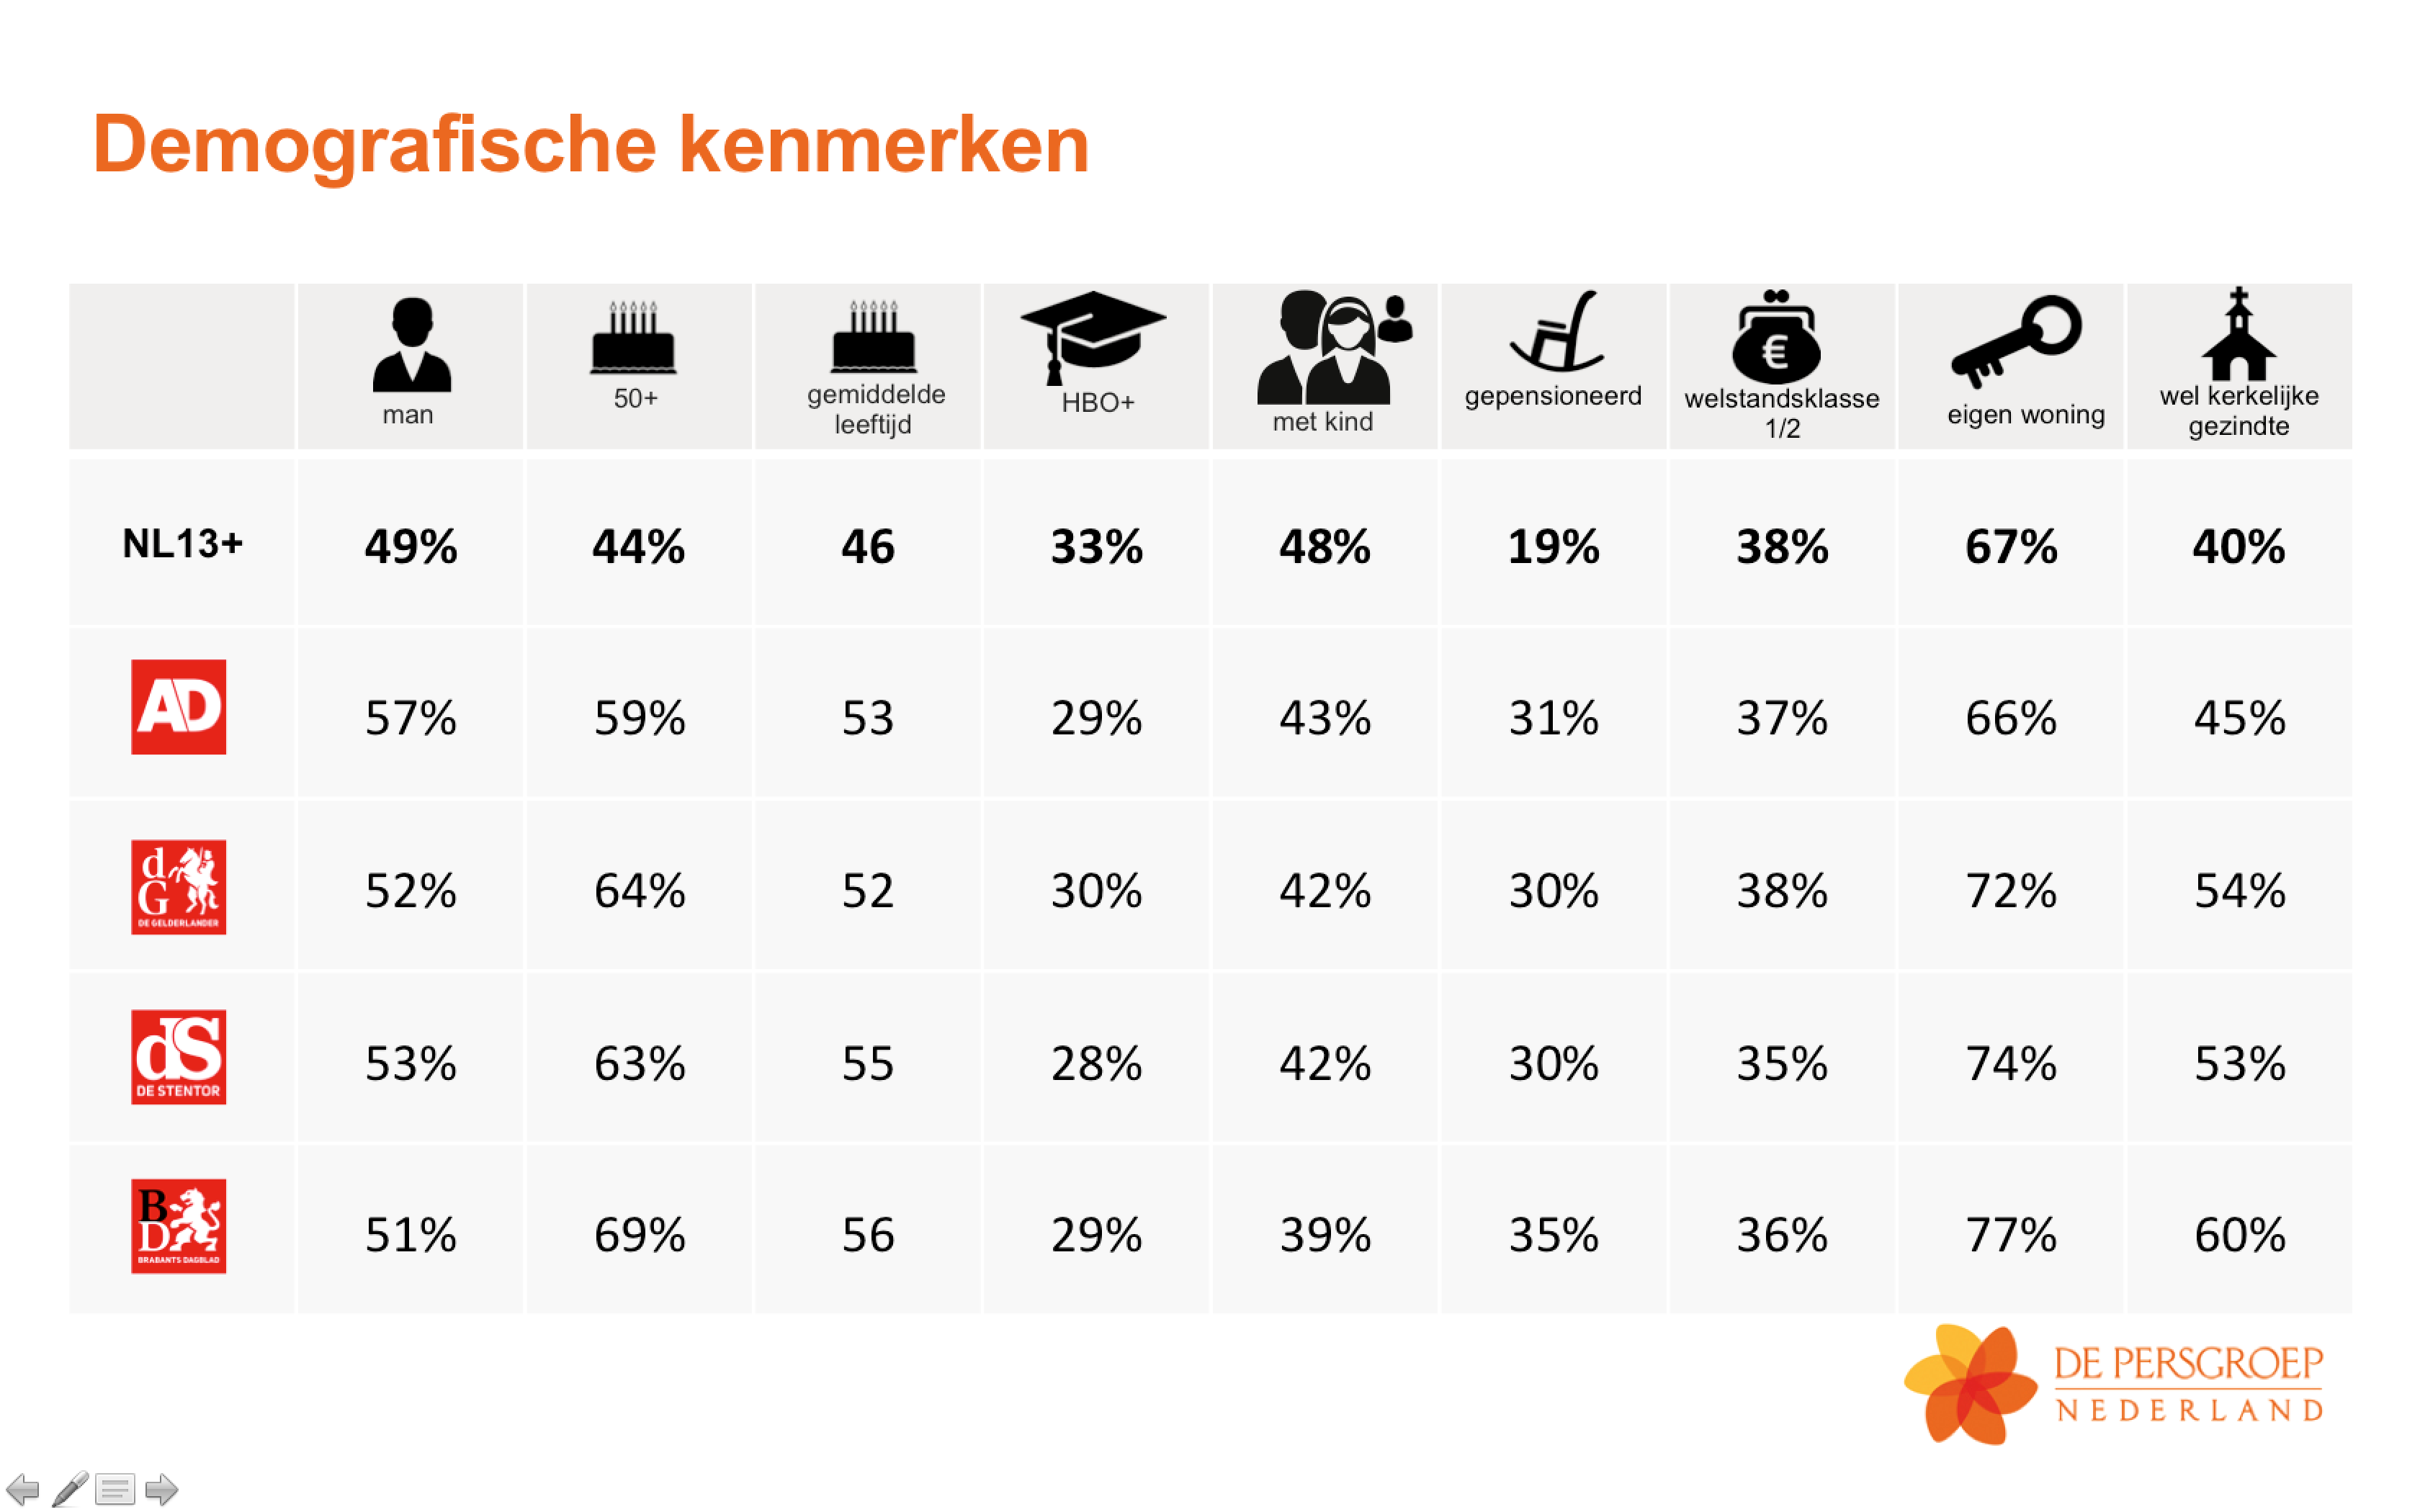 Demografische kenmerken
man
50+
gemiddelde
leeftijd
HBO+
met kind
gepensioneerd
welstandsklasse
1/2
eigen woning
wel kerkelijke
gezindte
NL13+ 49% 44% 46 33% 48% 19% 38% 67% 40%
AD 57% 59% 53 29% 43% 31% 37% 66% 45%
d
G
DE GELDERLANDER
52% 64% 52 30% 42% 30% 38% 72% 54%
dS
DE STENTOR
53% 63% 55 28% 42% 30% 35% 74% 53%
B
D
BRABANTS DAGBLAD
51% 69% 56 29% 39% 35% 36% 77% 60%
DE PERSGROEP
NEDERLAND